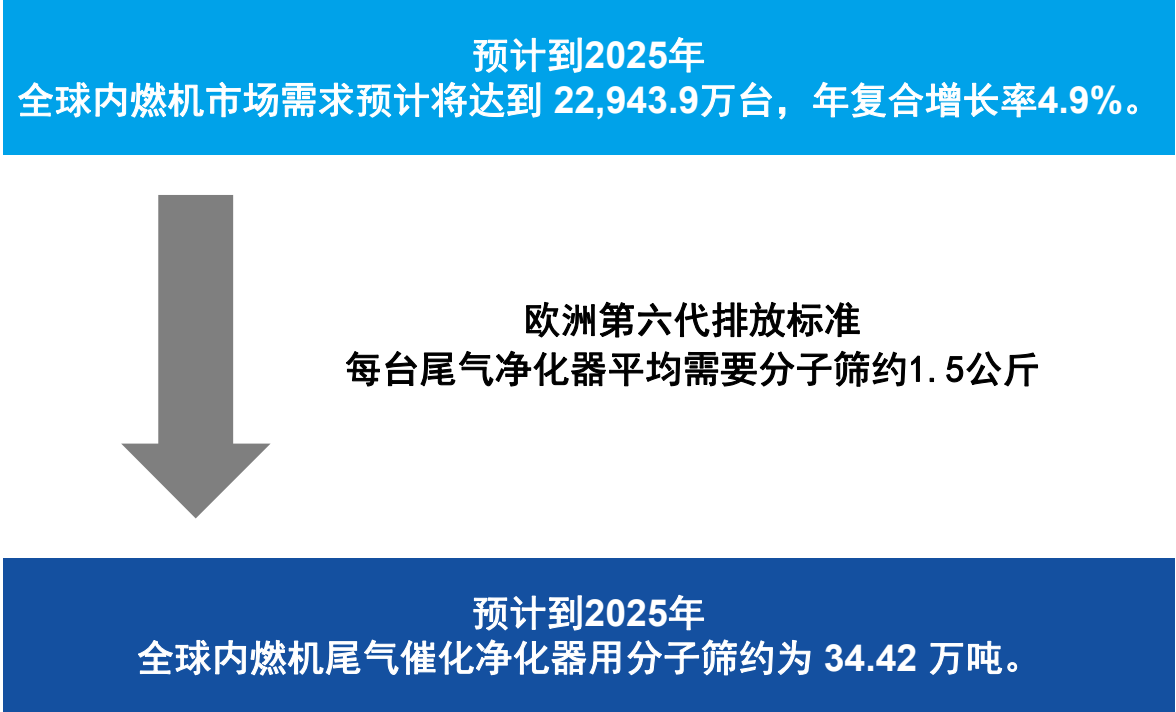 预计到2025年
全球内燃机市场需求预计将达到 22,943.9万台，年复合增长率4.9%。
欧洲第六代排放标准
每台尾气净化器平均需要分子筛约1.5公斤
预计到2025年
全球内燃机尾气催化净化器用分子筛约为 34.42 万吨。